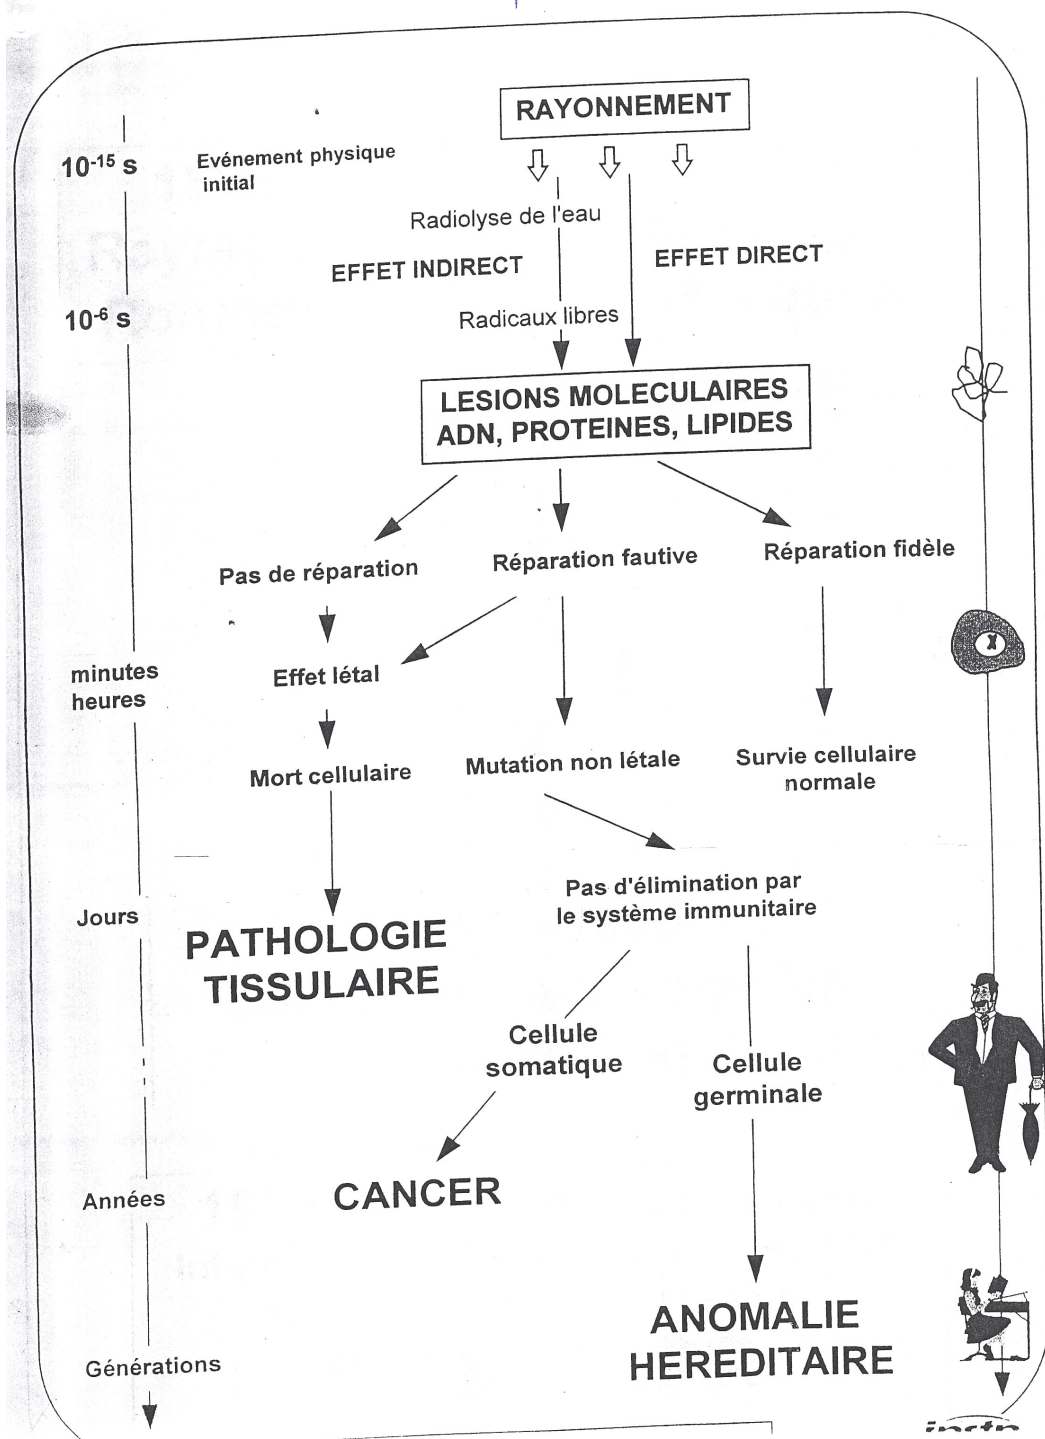 RAYONNEMENT
10-15 s
Evénement physique
initial
Radiolyse de l'eau
EFFET INDIRECT
EFFET DIRECT
10-6 s
Radicaux libres
LESIONS MOLECULAIRES
ADN, PROTEINES, LIPIDES
Pas de réparation
Réparation fautive
Réparation fidèle
minutes
heures
Effet létal
Mort cellulaire
Mutation non létale
Survie cellulaire
normale
Jours
PATHOLOGIE
TISSULAIRE
Pas d'élimination par
le système immunitaire
Cellule
somatique
Cellule
germinale
Années
CANCER
Générations
ANOMALIE
HEREDITAIRE